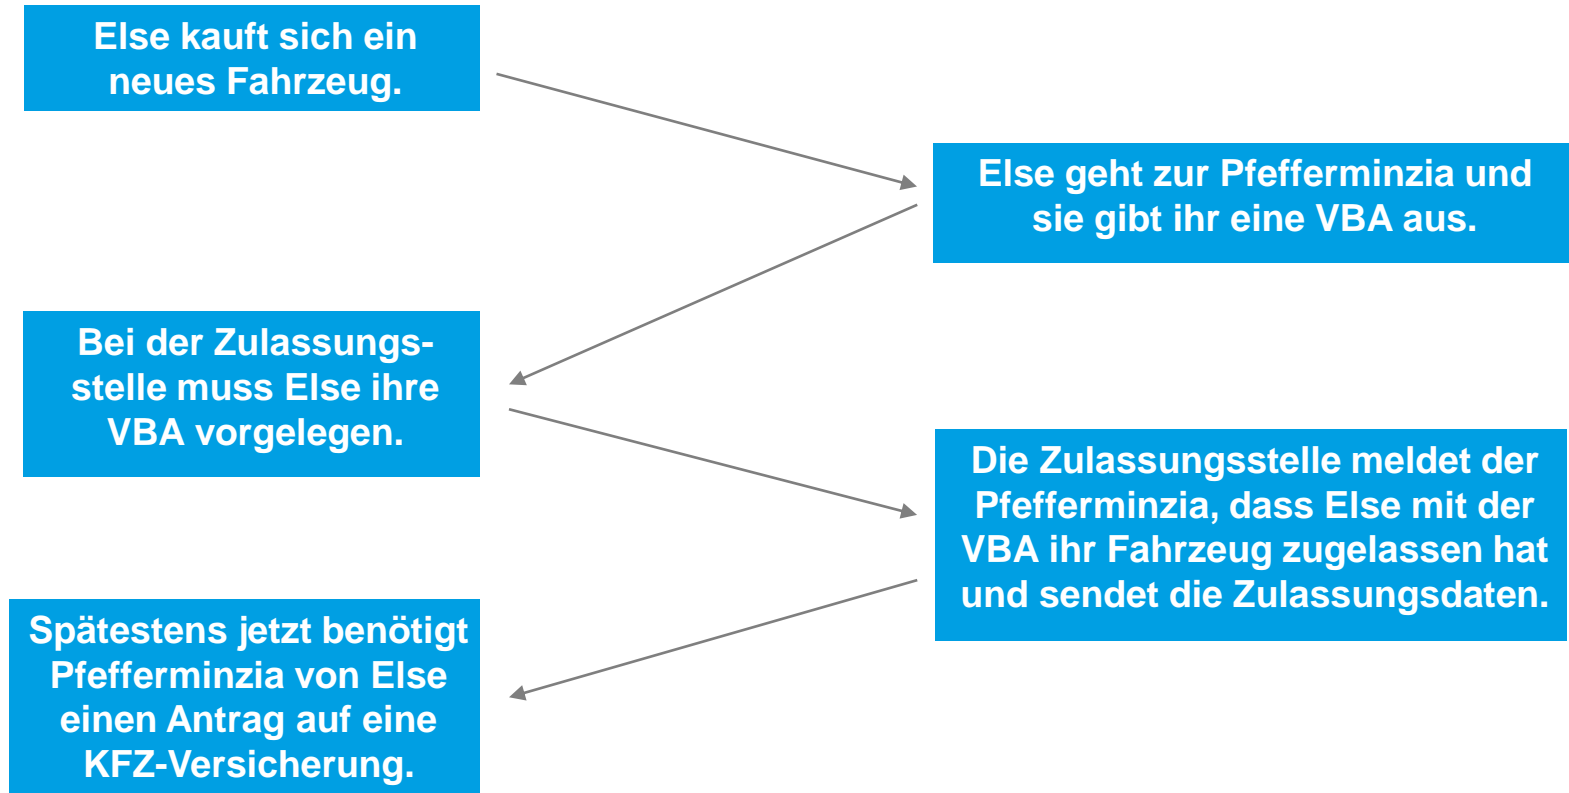 Else kauft sich ein
neues Fahrzeug.
Else geht zur Pfefferminzia und
sie gibt ihr eine VBA aus.
Bei der Zulassungs-
stelle muss Else ihre
VBA vorgelegen.
Die Zulassungsstelle meldet der
Pfefferminzia, dass Else mit der
VBA ihr Fahrzeug zugelassen hat
und sendet die Zulassungsdaten.
Spätestens jetzt benötigt
Pfefferminzia von Else
einen Antrag auf eine
KFZ-Versicherung.